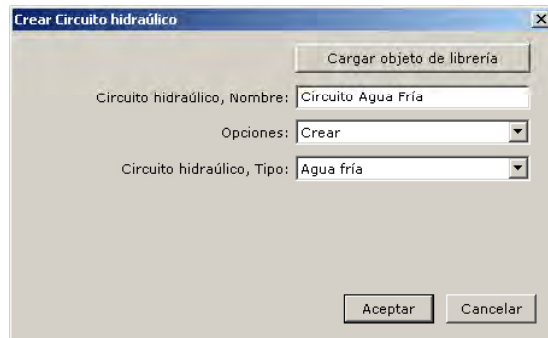 Crear Circuito hidraúlico
Cargar objeto de librería
Circuito hidraúlico, Nombre: Circuito Agua Fría
Opciones: Crear
Circuito hidraúlico, Tipo: Agua fría
Aceptar Cancelar